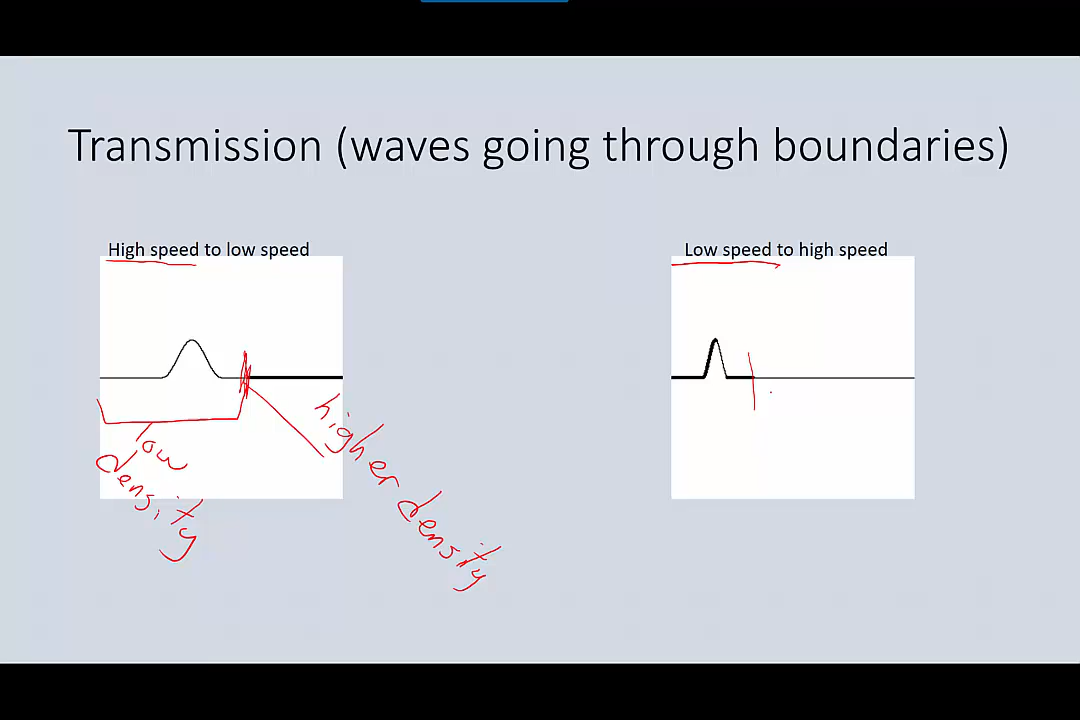 Transmission (waves going through boundaries)
High speed to low speed
Low speed to high speed
low
density
higher density